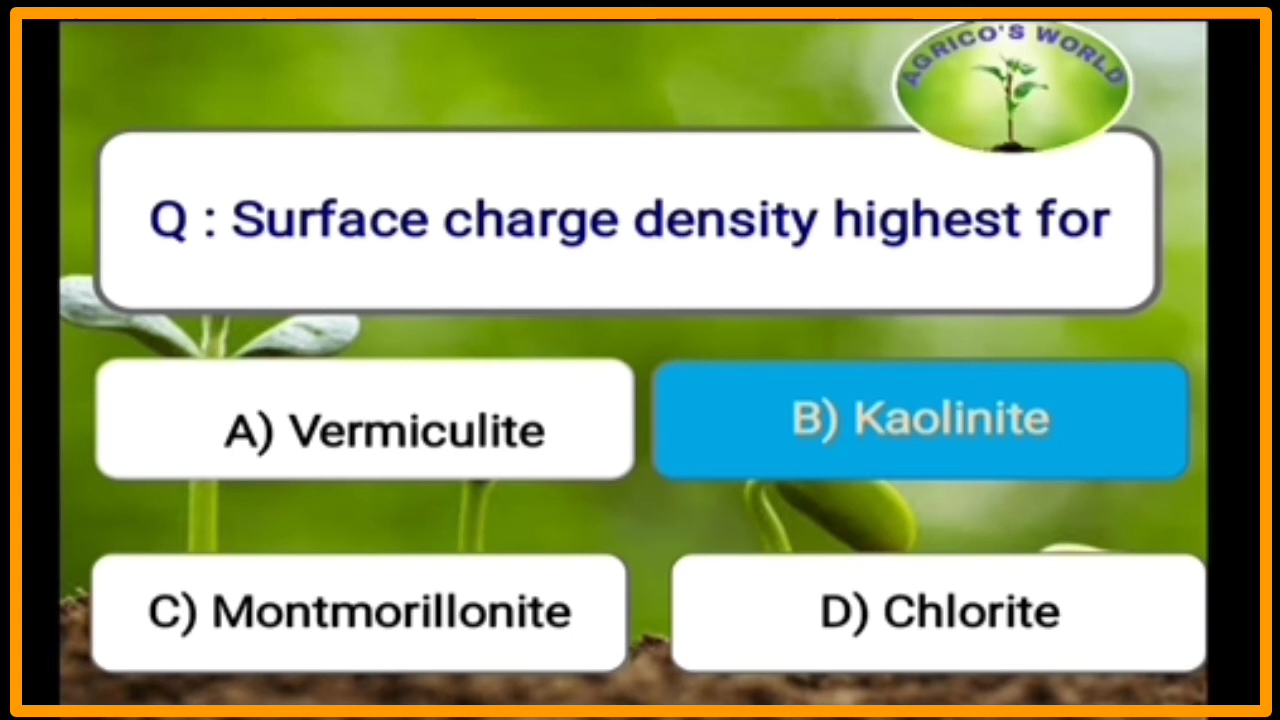 AGRICO'S WORLD
Q : Surface charge density highest for
A) Vermiculite
B) Kaolinite
C) Montmorillonite
D) Chlorite